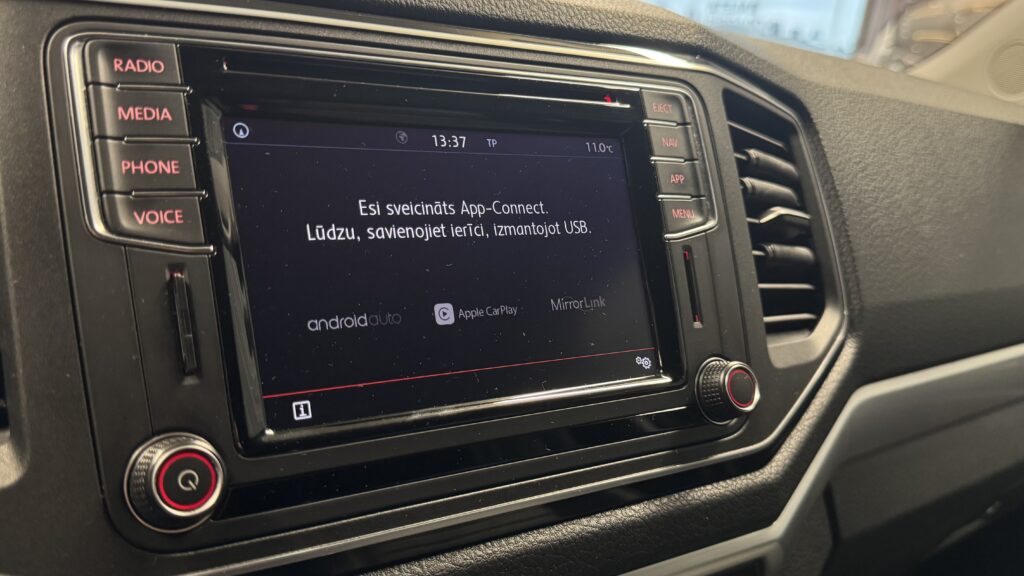 RADIO
MEDIA
PHONE
VOICE
EJECT
NAV
APP
MENU
13:37 TP 11.0°C
Esi sveicināts App-Connect.
Lūdzu, savienojiet ierīci, izmantojot USB.
androidauto
Apple CarPlay
MirrorLink
i